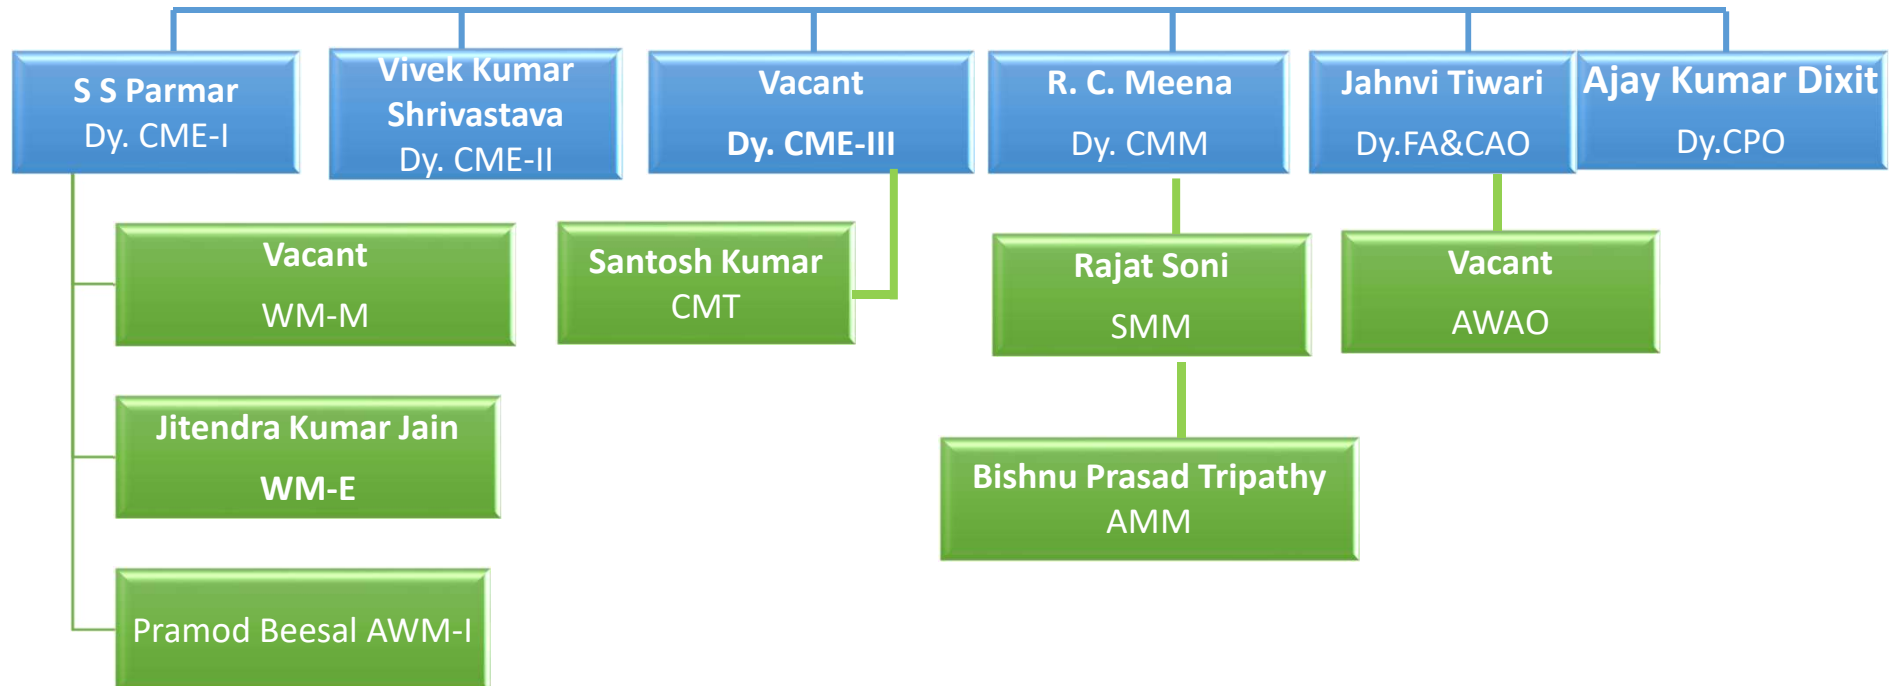 S S Parmar
Dy. CME-I
Vivek Kumar
Shrivastava
Dy. CME-II
Vacant
Dy. CME-III
R. C. Meena
Dy. CMM
Jahnvi Tiwari
Dy.FA&CAO
Ajay Kumar Dixit
Dy.CPO
Vacant
WM-M
Santosh Kumar
CMT
Rajat Soni
SMM
Vacant
AWAO
Jitendra Kumar Jain
WM-E
Bishnu Prasad Tripathy
AMM
Pramod Beesal AWM-I